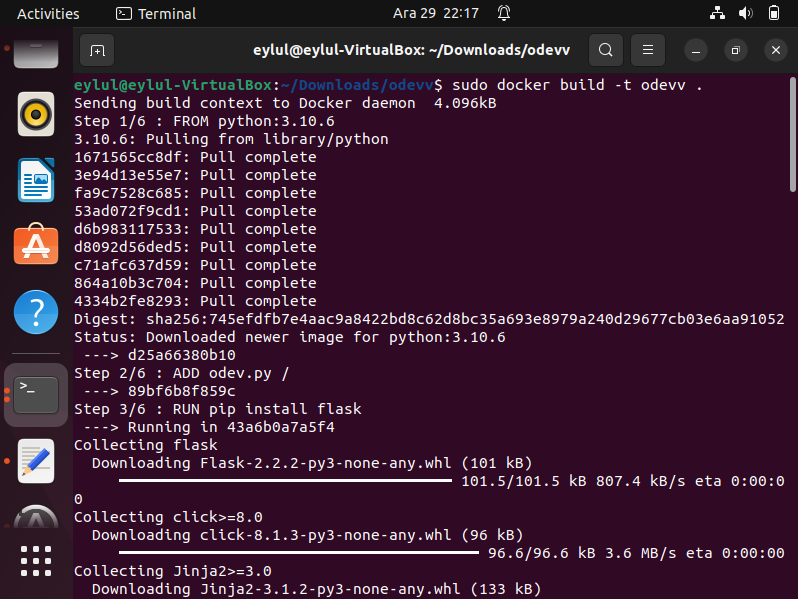 Activities
Terminal
Ara 29 22:17
eylul@eylul-VirtualBox: ~/Downloads/odevv
eylul@eylul-VirtualBox:~/Downloads/odevv$ sudo docker build -t odevv .
Sending build context to Docker daemon  4.096kB
Step 1/6 : FROM python:3.10.6
3.10.6: Pulling from library/python
1671565cc8df: Pull complete
3e94d13e55e7: Pull complete
fa9c7528c685: Pull complete
53ad072f9cd1: Pull complete
d6b983117533: Pull complete
d8092d56ded5: Pull complete
c71afc637d59: Pull complete
864a10b3c704: Pull complete
4334b2fe8293: Pull complete
Digest: sha256:745efdfb7e4aac9a8422bd8c62d8bc35a693e8979a240d29677cb03e6aa91052
Status: Downloaded newer image for python:3.10.6
 ---> d25a66380b10
Step 2/6 : ADD odev.py /
 ---> 89bf6b8f859c
Step 3/6 : RUN pip install flask
 ---> Running in 43a6b0a7a5f4
Collecting flask
  Downloading Flask-2.2.2-py3-none-any.whl (101 kB)
101.5/101.5 kB 807.4 kB/s eta 0:00:0
0
Collecting click>=8.0
  Downloading click-8.1.3-py3-none-any.whl (96 kB)
96.6/96.6 kB 3.6 MB/s eta 0:00:00
Collecting Jinja2>=3.0
  Downloading Jinja2-3.1.2-py3-none-any.whl (133 kB)